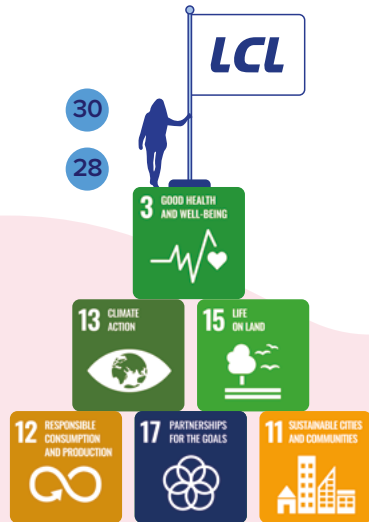 LCL
30
28
3 GOOD HEALTH
AND WELL-BEING
13 CLIMATE
ACTION
15 LIFE
ON LAND
12 RESPONSIBLE
CONSUMPTION
AND PRODUCTION
17 PARTNERSHIPS
FOR THE GOALS
11 SUSTAINABLE CITIES
AND COMMUNITIES